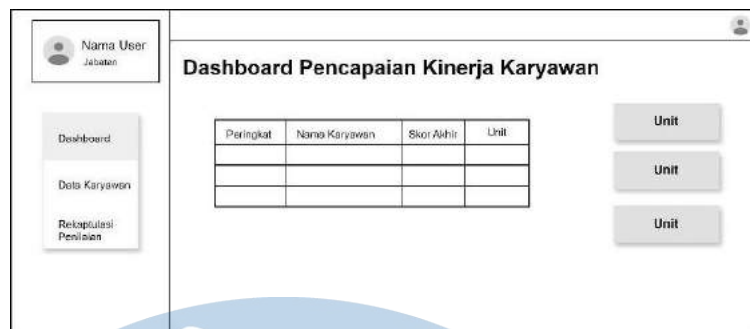 Nama User
Jabatan
Dashboard Pencapaian Kinerja Karyawan
Dashboard
Data Karyawan
Rekaptulasi
Penilaian
Peringkat Nama Karyawan Skor Akhir Unit
Unit
Unit
Unit